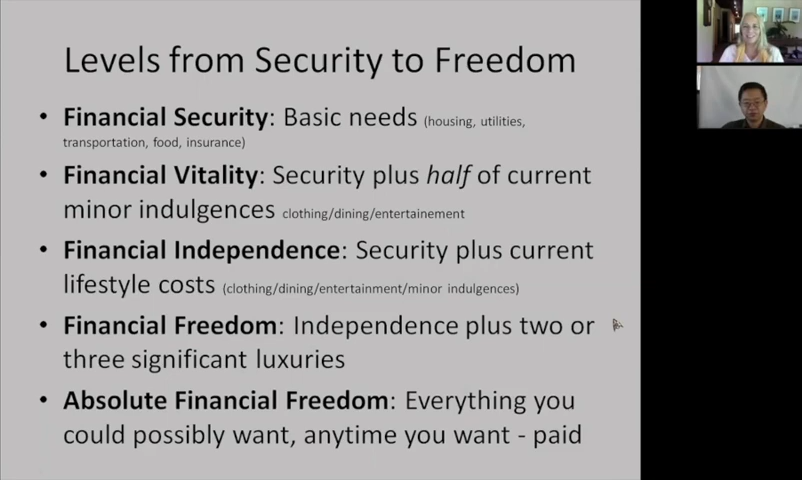 Levels from Security to Freedom
• Financial Security: Basic needs (housing, utilities,
transportation, food, insurance)
• Financial Vitality: Security plus half of current
minor indulgences clothing/dining/entertainement
• Financial Independence: Security plus current
lifestyle costs (clothing/dining/entertainment/minor indulgences)
• Financial Freedom: Independence plus two or
three significant luxuries
• Absolute Financial Freedom: Everything you
could possibly want, anytime you want - paid